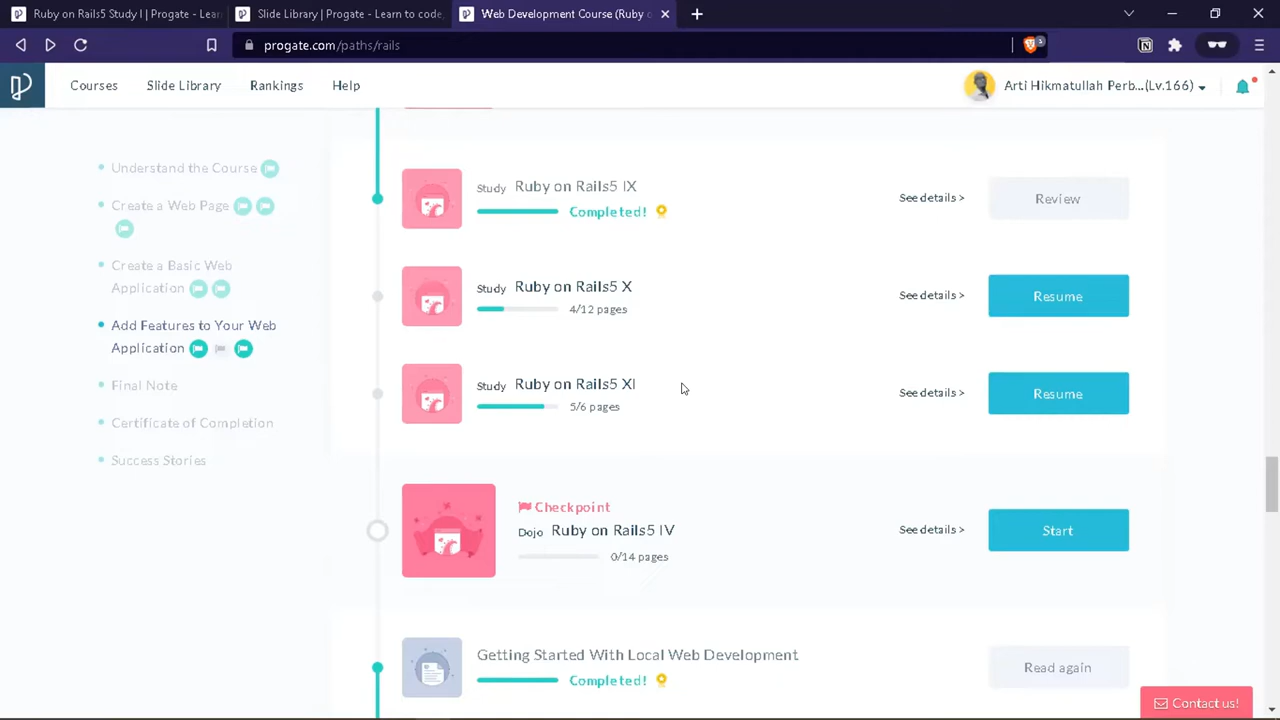 Ruby on Rails5 Study I | Progate - Learn
Slide Library | Progate - Learn to code,
Web Development Course (Ruby o
progate.com/paths/rails
3
Courses
Slide Library
Rankings
Help
Arti Hikmatullah Perb...(Lv.166)
Understand the Course
Create a Web Page
Create a Basic Web
Application
Add Features to Your Web
Application
Final Note
Certificate of Completion
Success Stories
Study Ruby on Rails5 IX
Completed!
See details >
Review
Study Ruby on Rails5 X
4/12 pages
See details >
Resume
Study Ruby on Rails5 XI
5/6 pages
See details >
Resume
Checkpoint
Dojo Ruby on Rails5 IV
0/14 pages
See details >
Start
Getting Started With Local Web Development
Completed!
Read again
Contact us!